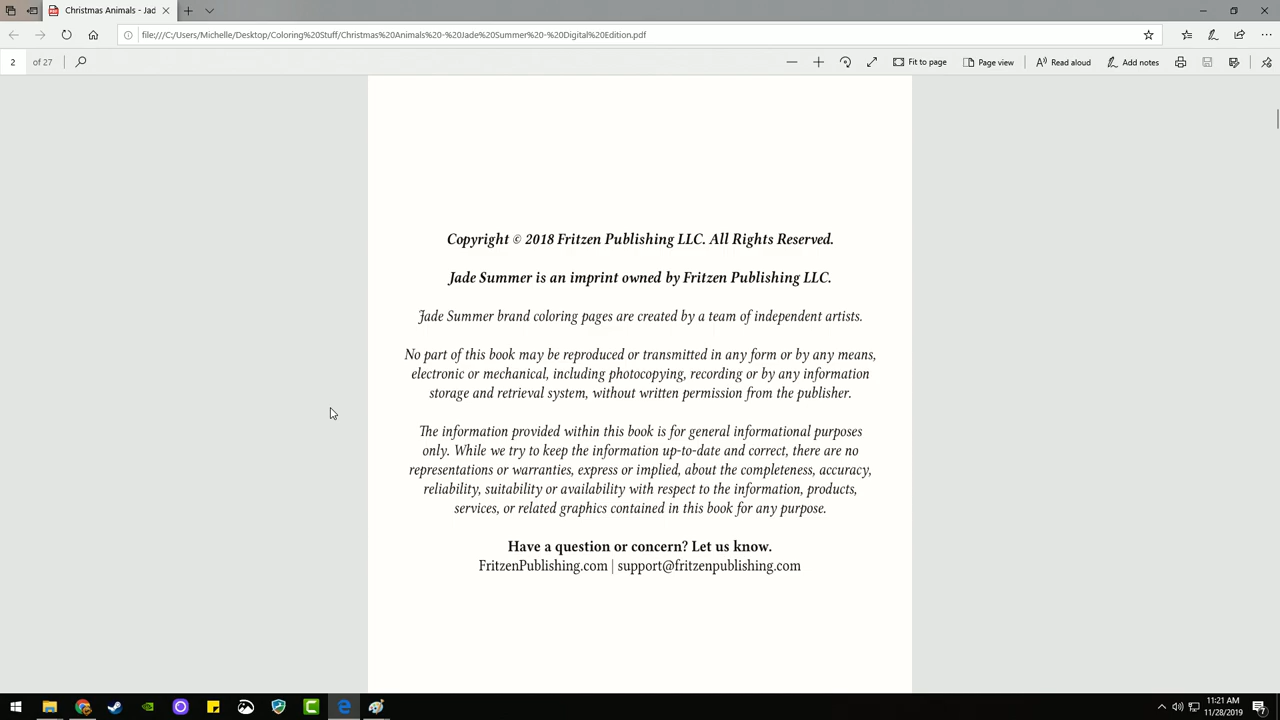 Christmas Animals - Jad
file:///C:/Users/Michelle/Desktop/Coloring%20Stuff/Christmas%20Animals%20-%20Jade%20Summer%20-%20Digital%20Edition.pdf
2 of 27 Fit to page Page view Read aloud Add notes
Copyright © 2018 Fritzen Publishing LLC. All Rights Reserved.
Jade Summer is an imprint owned by Fritzen Publishing LLC.
Jade Summer brand coloring pages are created by a team of independent artists.
No part of this book may be reproduced or transmitted in any form or by any means,
electronic or mechanical, including photocopying, recording or by any information
storage and retrieval system, without written permission from the publisher.
The information provided within this book is for general informational purposes
only. While we try to keep the information up-to-date and correct, there are no
representations or warranties, express or implied, about the completeness, accuracy,
reliability, suitability or availability with respect to the information, products,
services, or related graphics contained in this book for any purpose.
Have a question or concern? Let us know.
FritzenPublishing.com | support@fritzenpublishing.com
11:21 AM
11/28/2019